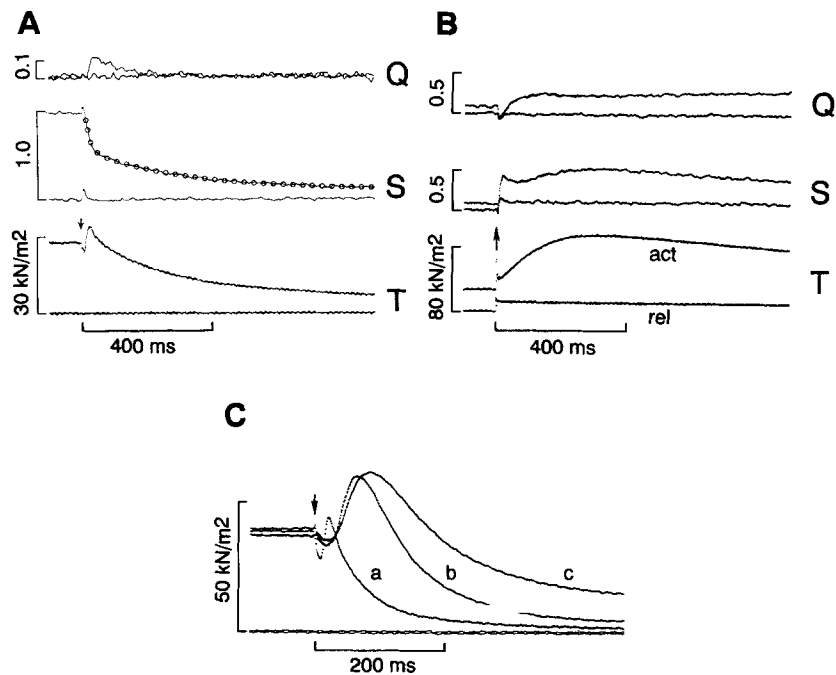 A
0.1
Q
1.0
S
30 kN/m2
T
400 ms
B
0.5
Q
0.5
S
80 kN/m2
act
T
rel
400 ms
C
50 kN/m2
a
b
c
200 ms